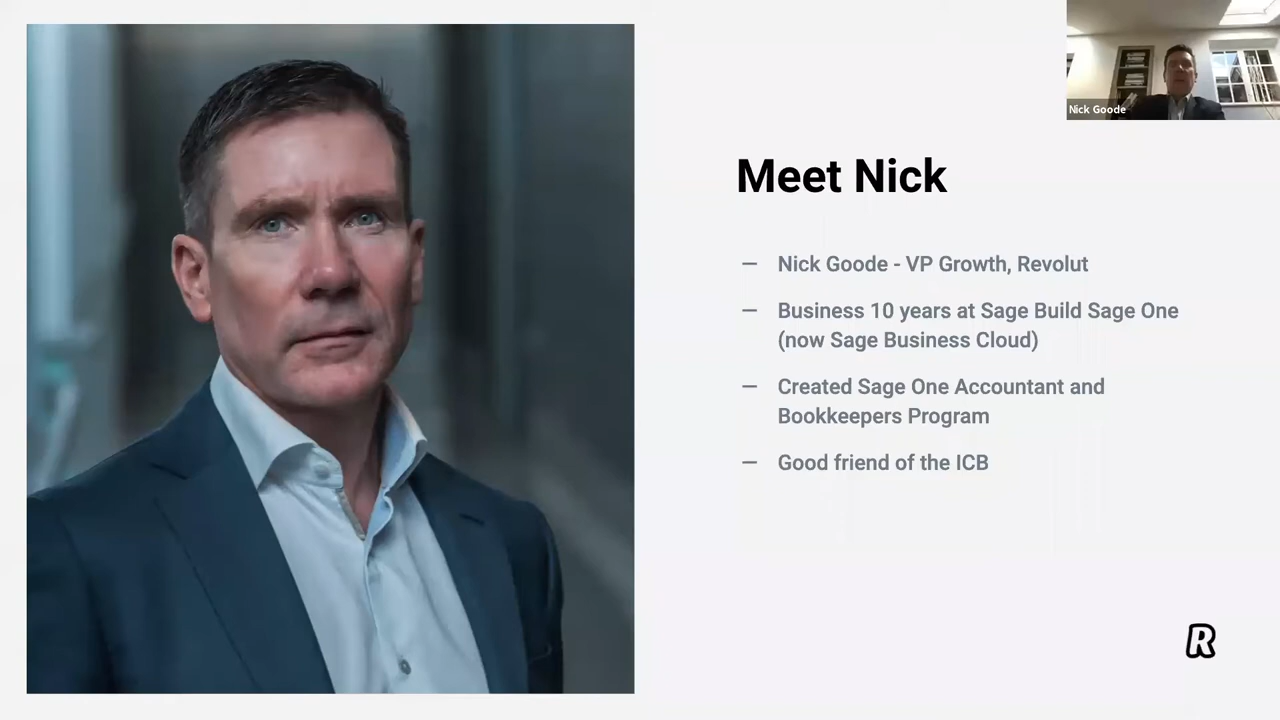 Nick Goode
Meet Nick
— Nick Goode - VP Growth, Revolut
— Business 10 years at Sage Build Sage One
(now Sage Business Cloud)
— Created Sage One Accountant and
Bookkeepers Program
— Good friend of the ICB
R